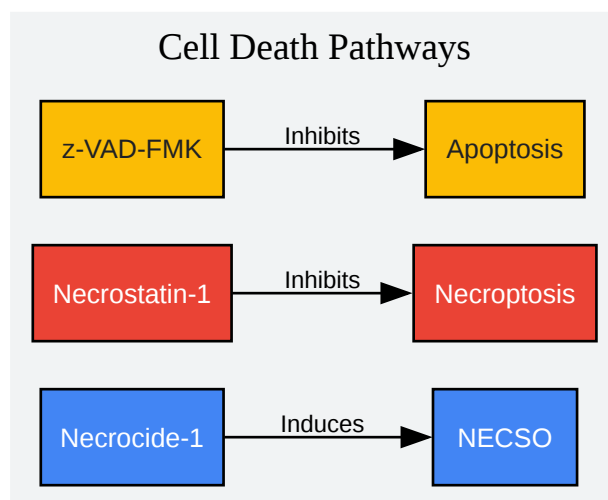 Cell Death Pathways
z-VAD-FMK
Inhibits
Apoptosis
Necrostatin-1
Inhibits
Necroptosis
Necrocide-1
Induces
NECSO